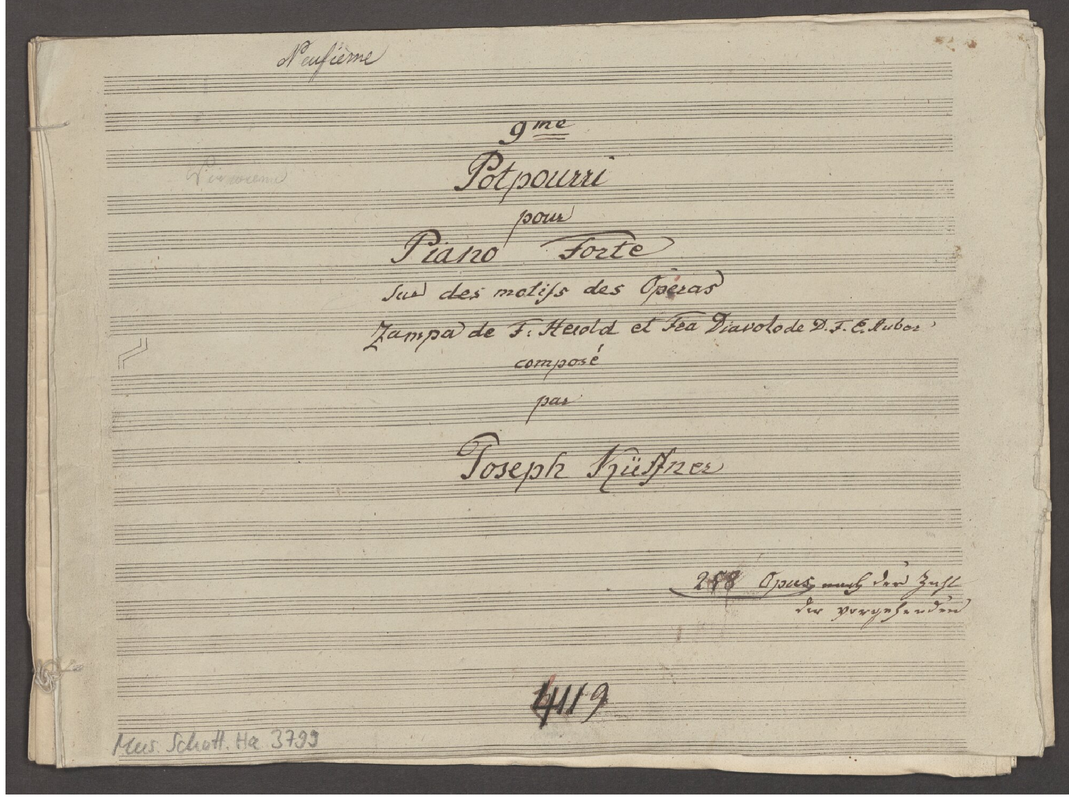 Neufième
9me
Potpourri
pour
Piano Forte
sur des motifs des Opéras
Zampa de F. Herold et Fra Diavolo de D. F. E. Auber
composé
par
Joseph Küffner
Opus nach der Zahl
der vorgehenden
4119
Mus. Schott. Ha 3799